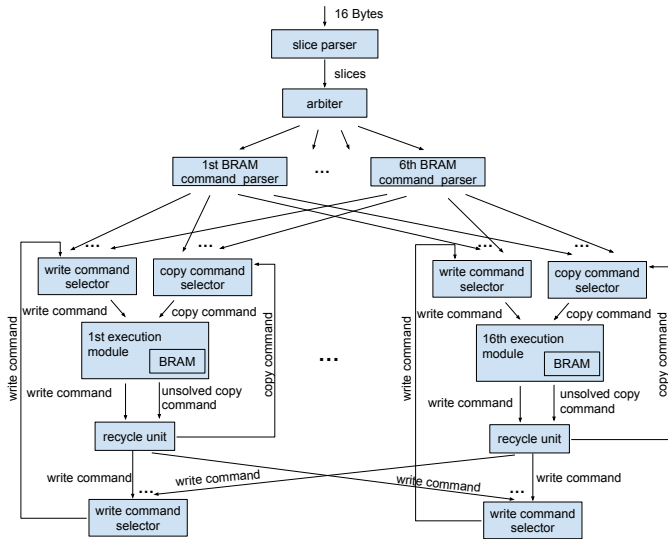 16 Bytes
slice parser
slices
arbiter
1st BRAM
command parser
...
6th BRAM
command parser
...
...
...
...
write command
selector
copy command
selector
write command
selector
copy command
selector
write command
copy command
write command
copy command
1st execution
module
BRAM
...
16th execution
module
BRAM
write command
copy command
write command
copy command
write command
unsolved copy
command
write command
unsolved copy
command
recycle unit
recycle unit
write command
write command
write command
write command
...
...
write command
selector
write command
selector